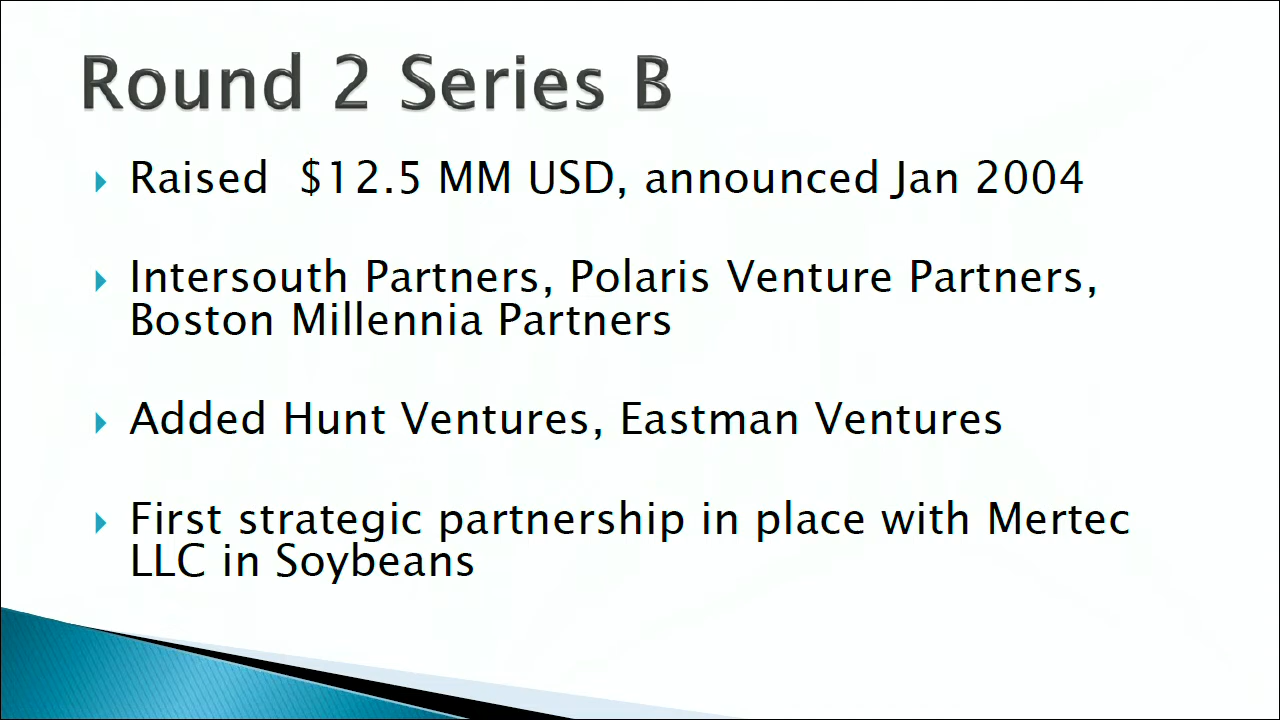 Round 2 Series B
Raised $12.5 MM USD, announced Jan 2004
Intersouth Partners, Polaris Venture Partners,
Boston Millennia Partners
Added Hunt Ventures, Eastman Ventures
First strategic partnership in place with Mertec
LLC in Soybeans